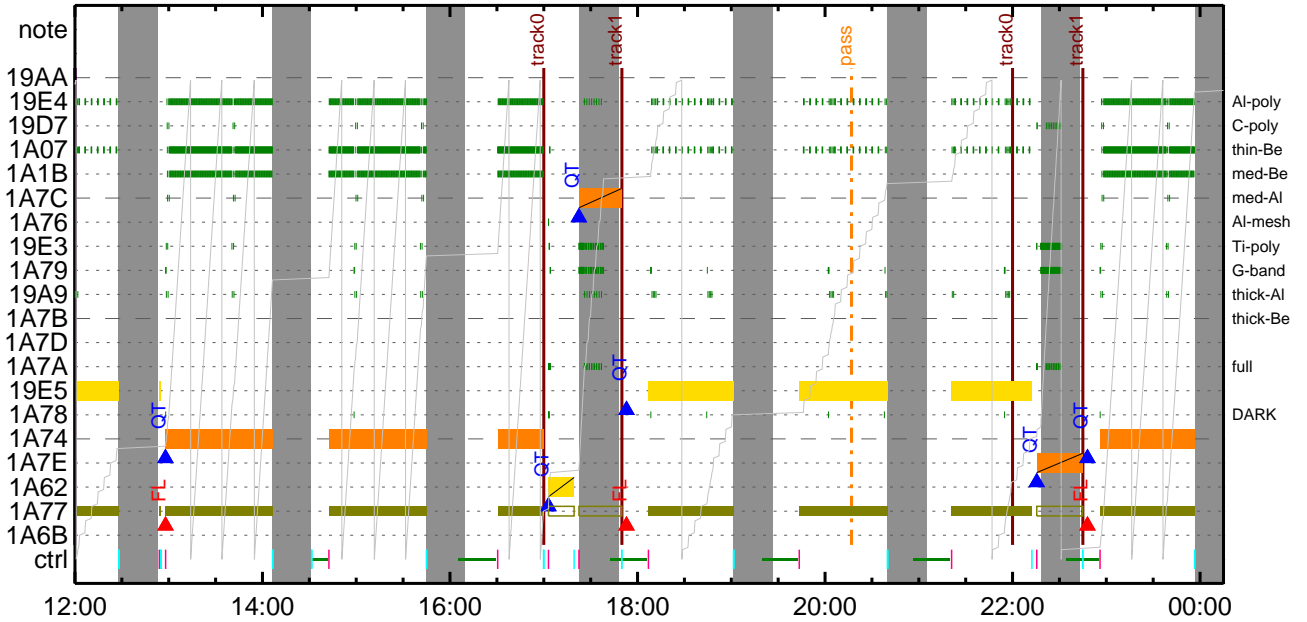 note
track0
track1
pass
track0
track1
19AA
19E4 Al-poly
19D7 C-poly
1A07 thin-Be
1A1B med-Be
QT
1A7C med-Al
1A76 Al-mesh
19E3 Ti-poly
1A79 G-band
19A9 thick-Al
1A7B thick-Be
1A7D
1A7A full
QT
19E5
1A78 DARK
QT
QT
1A74
QT
1A7E
QT
1A62
FL
FL
FL
1A77
1A6B
ctrl
12:00 14:00 16:00 18:00 20:00 22:00 00:00